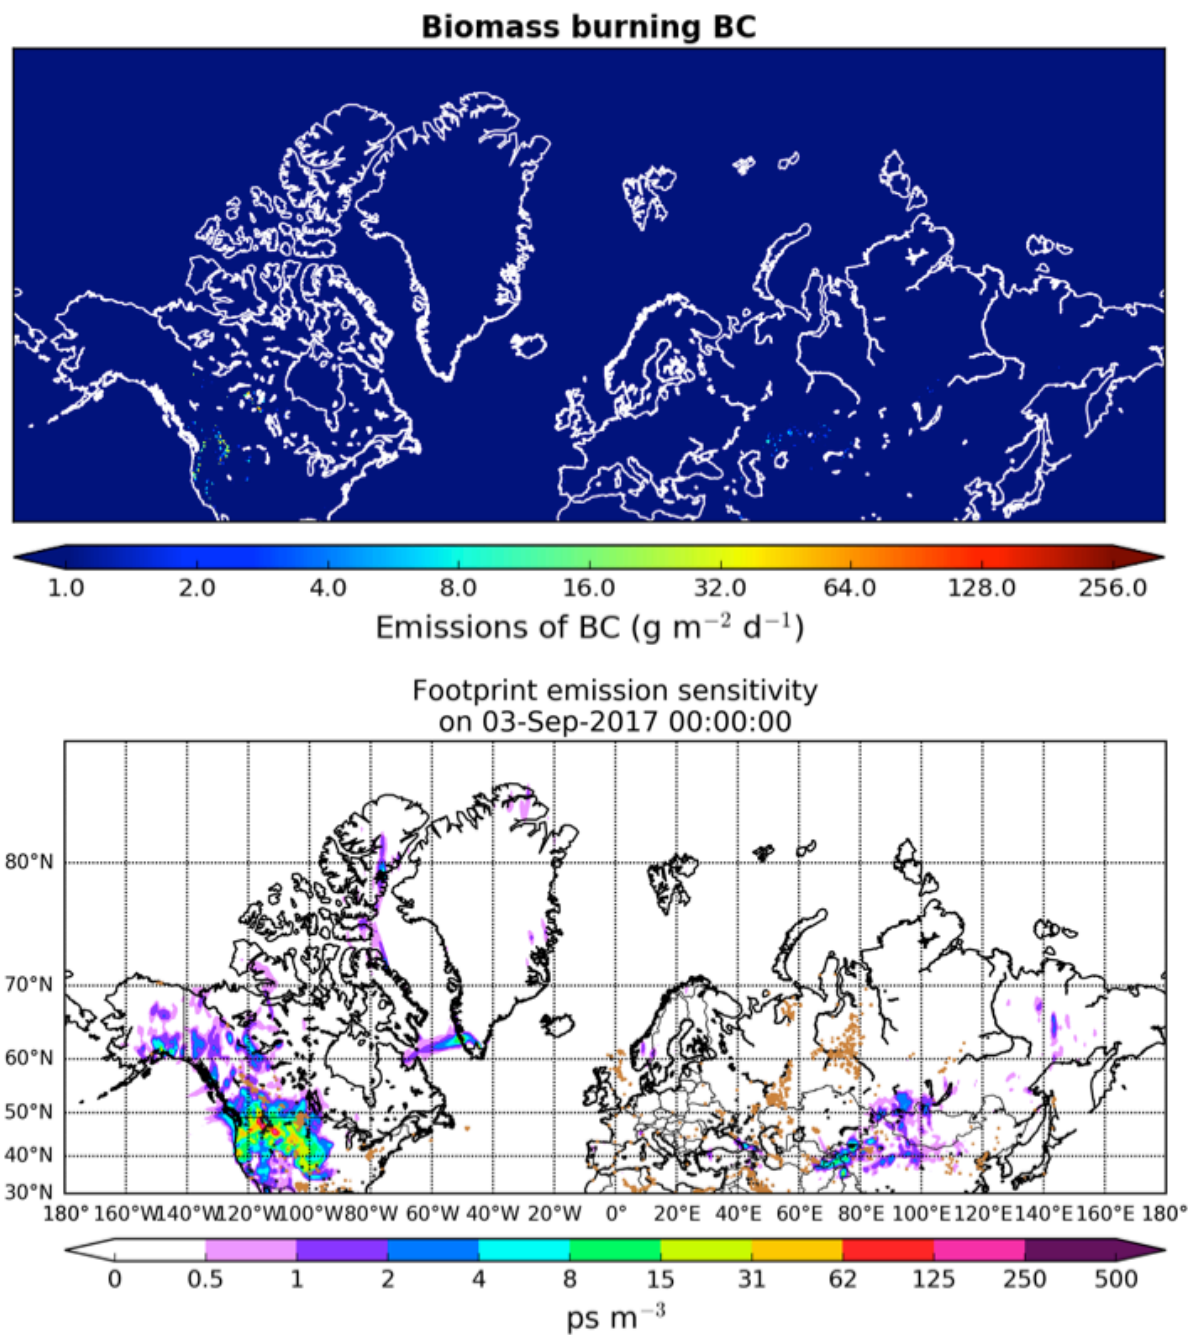 Biomass burning BC
1.0 2.0 4.0 8.0 16.0 32.0 64.0 128.0 256.0
Emissions of BC (g m⁻² d⁻¹)
Footprint emission sensitivity
on 03-Sep-2017 00:00:00
80°N
70°N
60°N
50°N
40°N
30°N
180° 160°W 140°W 120°W 100°W 80°W 60°W 40°W 20°W 0° 20°E 40°E 60°E 80°E 100°E 120°E 140°E 160°E 180°
0 0.5 1 2 4 8 15 31 62 125 250 500
ps m⁻³